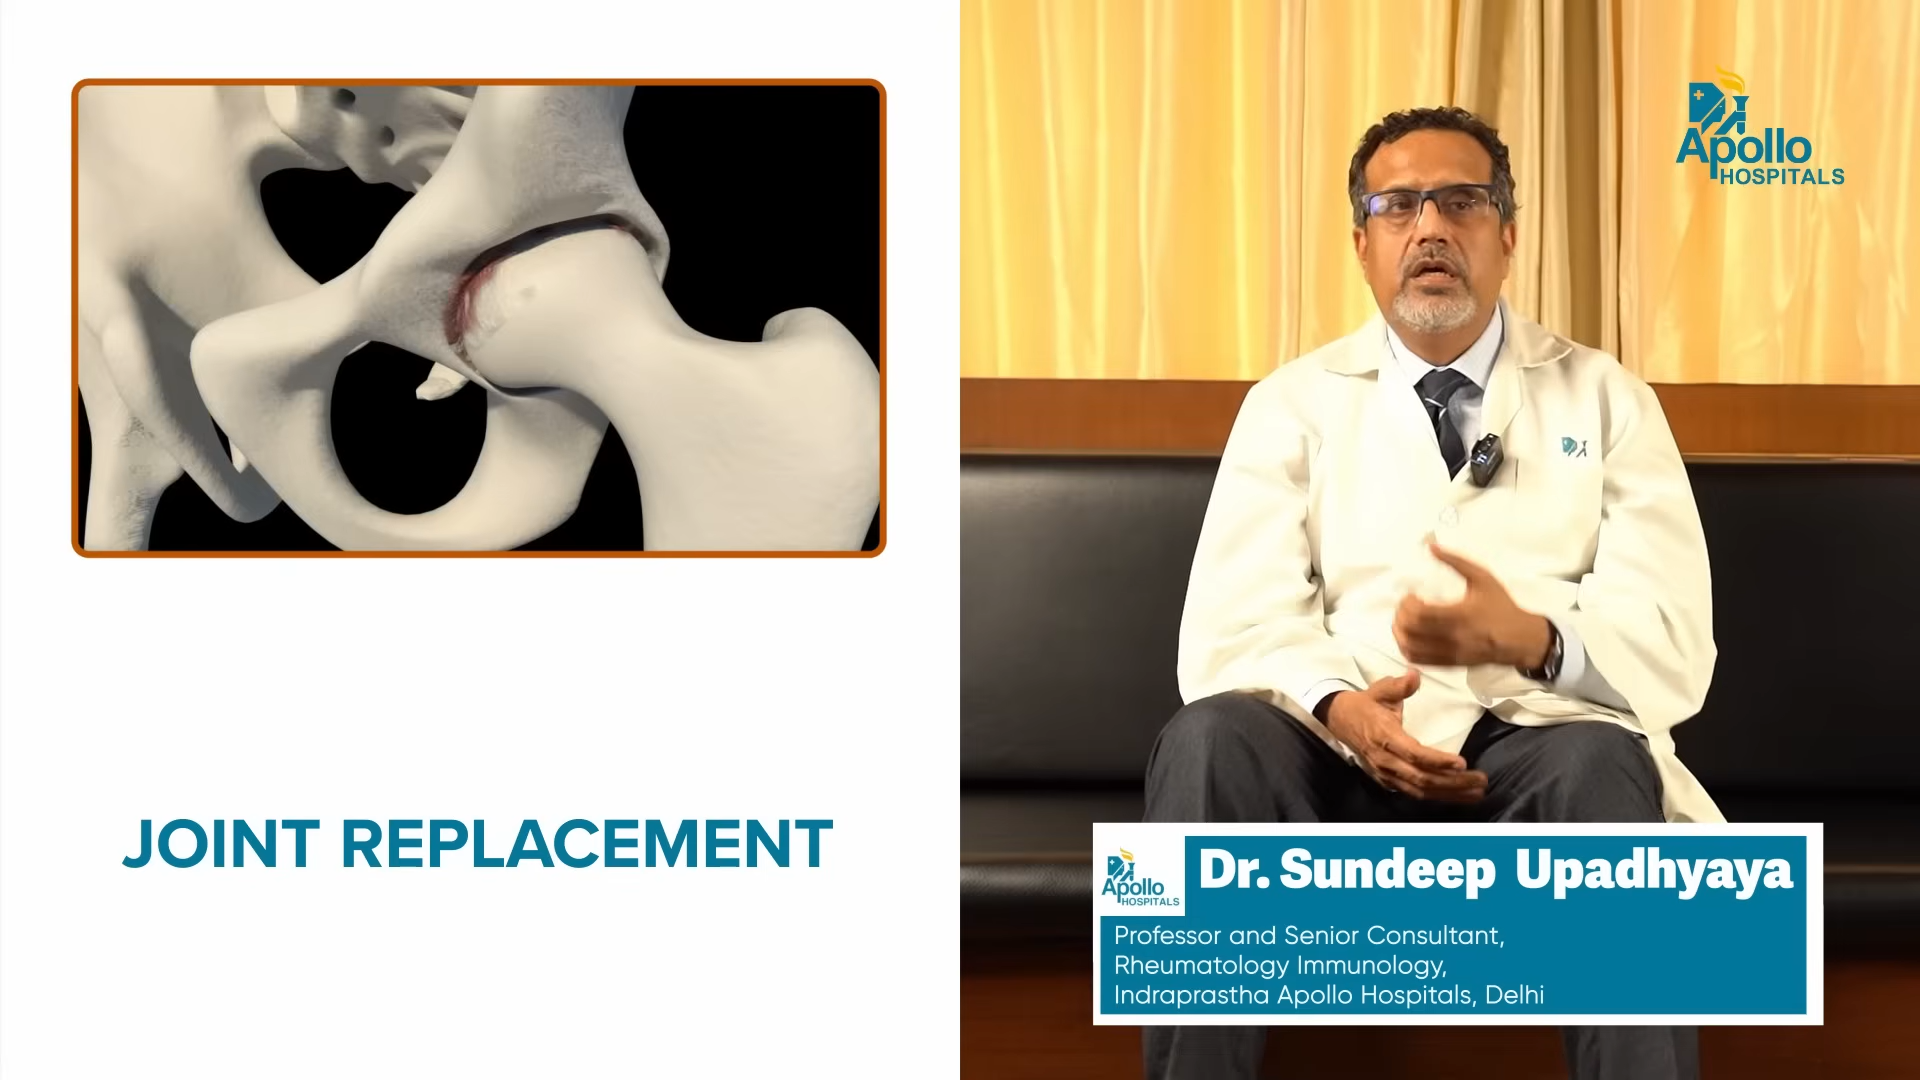 JOINT REPLACEMENT
Apollo
HOSPITALS
Apollo
HOSPITALS
Dr. Sundeep Upadhyaya
Professor and Senior Consultant,
Rheumatology Immunology,
Indraprastha Apollo Hospitals, Delhi